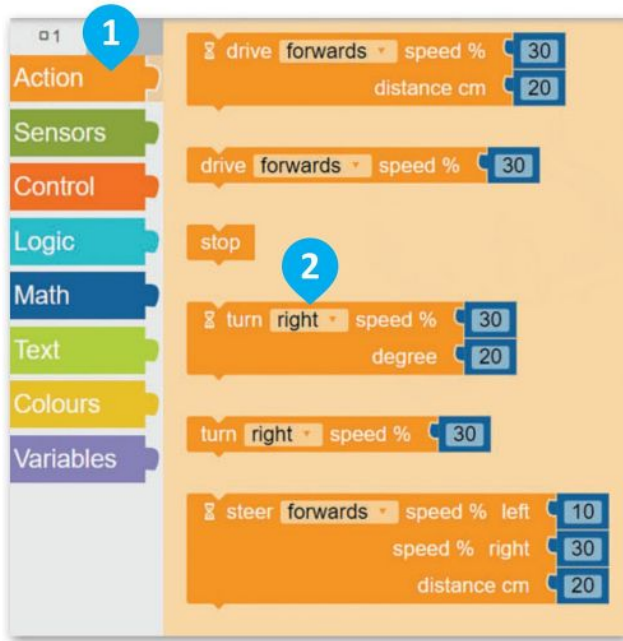 1
1
Action
Sensors
Control
Logic
Math
Text
Colours
Variables
drive forwards speed % 30
distance cm 20
drive forwards speed % 30
stop
2
turn right speed % 30
degree 20
turn right speed % 30
steer forwards speed % left 10
speed % right 30
distance cm 20